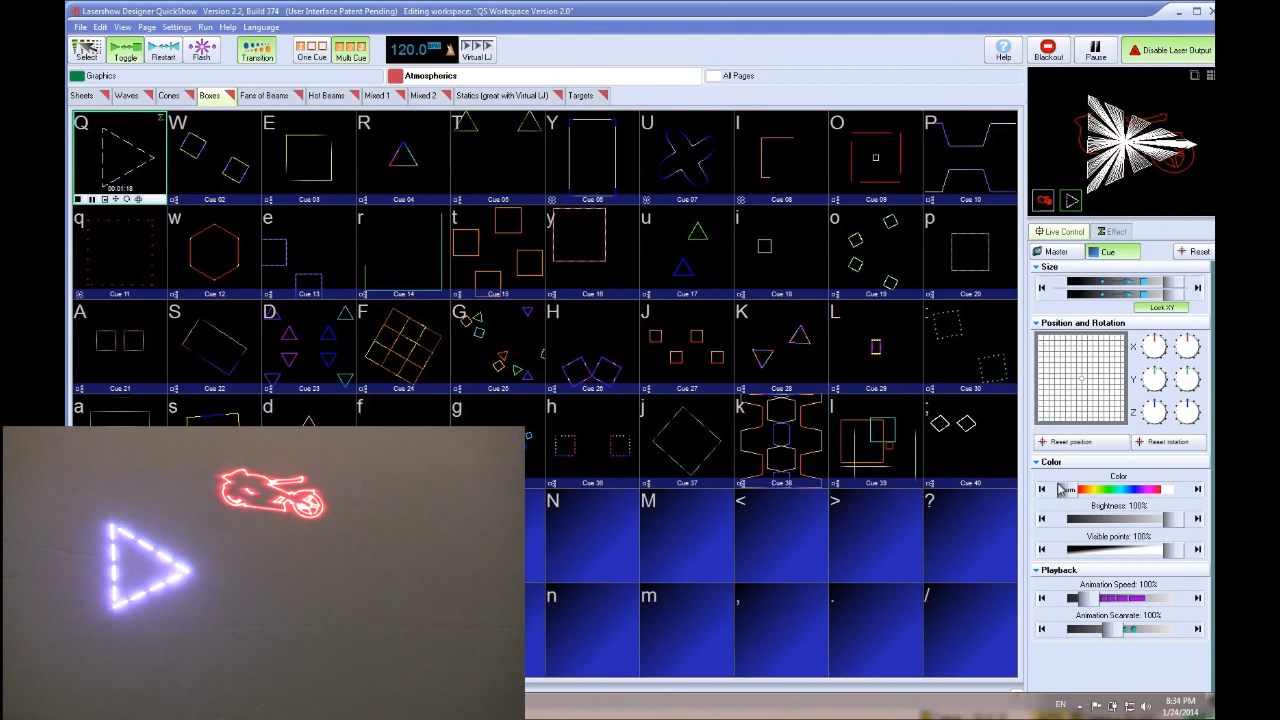 Lasershow Designer QuickShow Version 2.2, Build 374 (User Interface Patent Pending) Editing workspace: "QS Workspace Version 2.0"
File Edit View Page Settings Run Help Language
Select Toggle Restart Flash Transition One Cue Multi Cue 120.0 Virtual LJ Help Blackout Pause Disable Laser Output
Graphics Atmospherics All Pages
Sheets Waves Cones Boxes Fans of Beams Hot Beams Mixed 1 Mixed 2 Statics (great with Virtual LJ) Targets
Q W E R T Y U I O P
00:01:18
Cue 02 Cue 03 Cue 04 Cue 05 Cue 06 Cue 07 Cue 08 Cue 09 Cue 10
q w e r t y u i o p
Cue 11 Cue 12 Cue 13 Cue 14 Cue 15 Cue 16 Cue 17 Cue 18 Cue 19 Cue 20
A S D F G H J K L :
Cue 21 Cue 22 Cue 23 Cue 24 Cue 25 Cue 26 Cue 27 Cue 28 Cue 29 Cue 30
a s d f g h j k l ;
Cue 36 Cue 37 Cue 38 Cue 39 Cue 40
N M < > ?
n m , . /
Live Control Effect
Master Cue Reset
Size
Lock XY
Position and Rotation
X
Y
Z
Reset position Reset rotation
Color
Color
Brightness: 100%
Visible points: 100%
Playback
Animation Speed: 100%
Animation Scanrate: 100%
EN 8:34 PM
1/24/2014